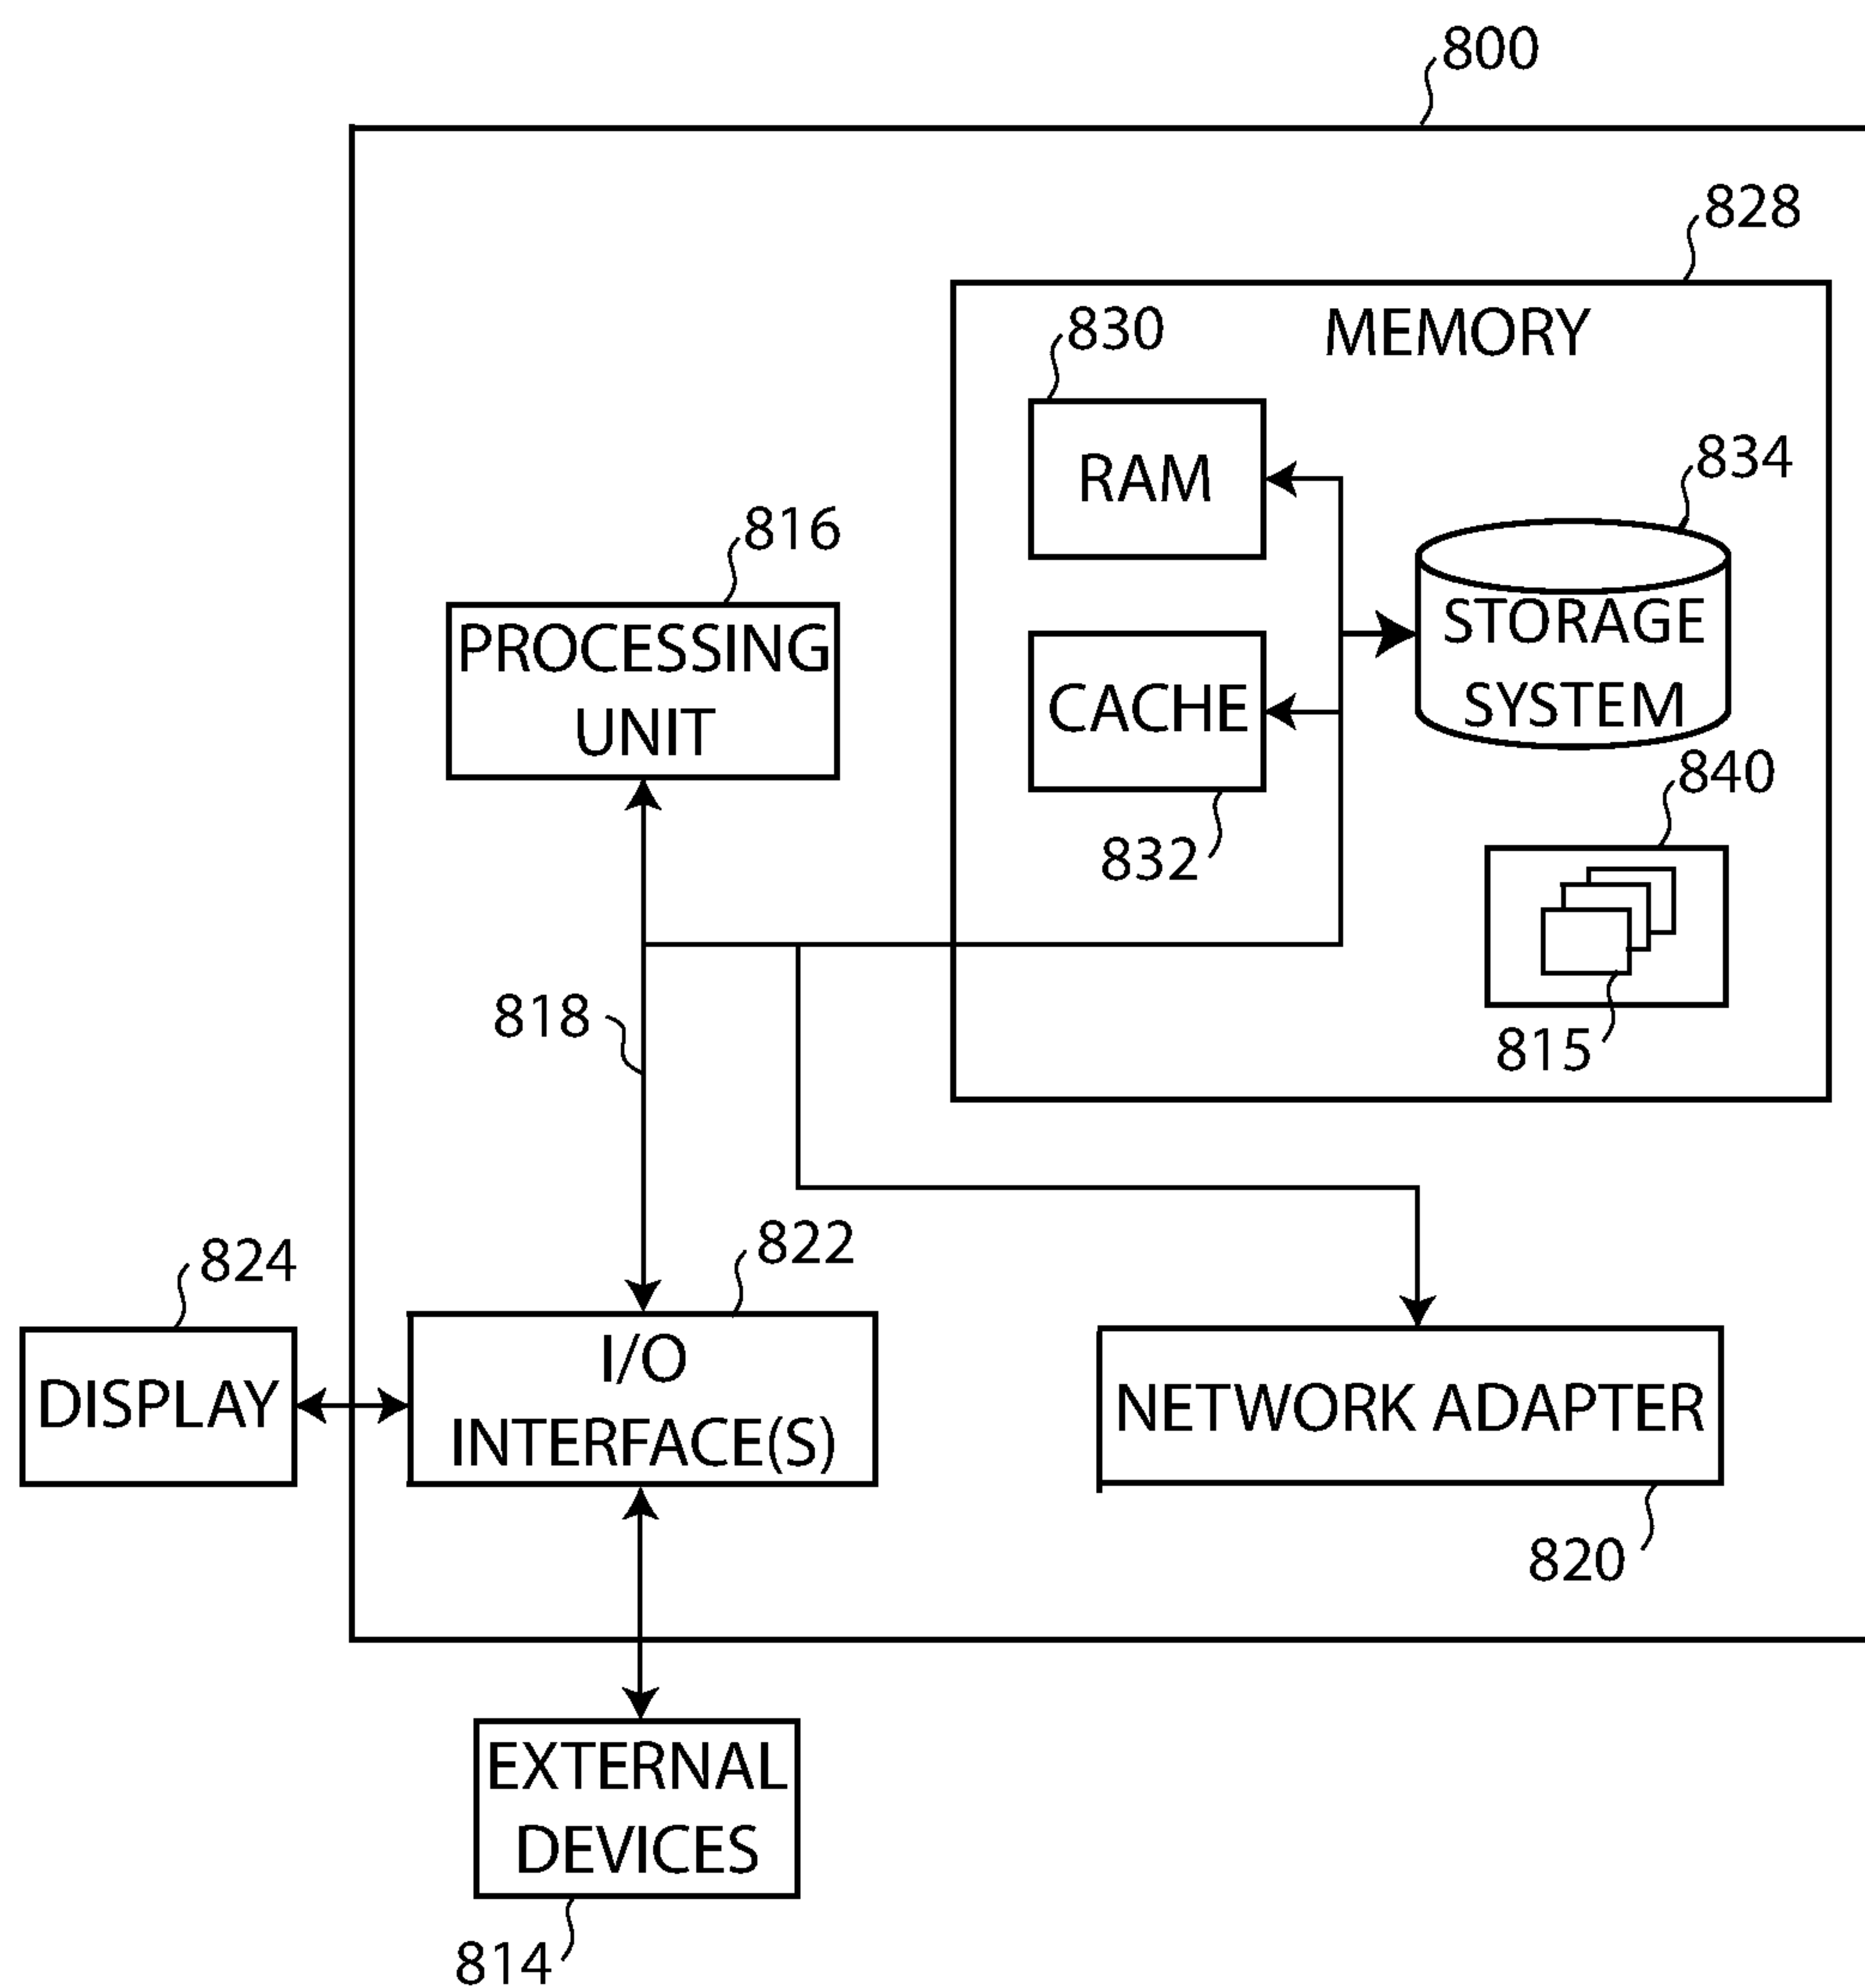 800
828
MEMORY
830
RAM
834
STORAGE
SYSTEM
816
PROCESSING
UNIT
CACHE
832
840
815
818
824
DISPLAY
822
I/O
INTERFACE(S)
NETWORK ADAPTER
820
EXTERNAL
DEVICES
814